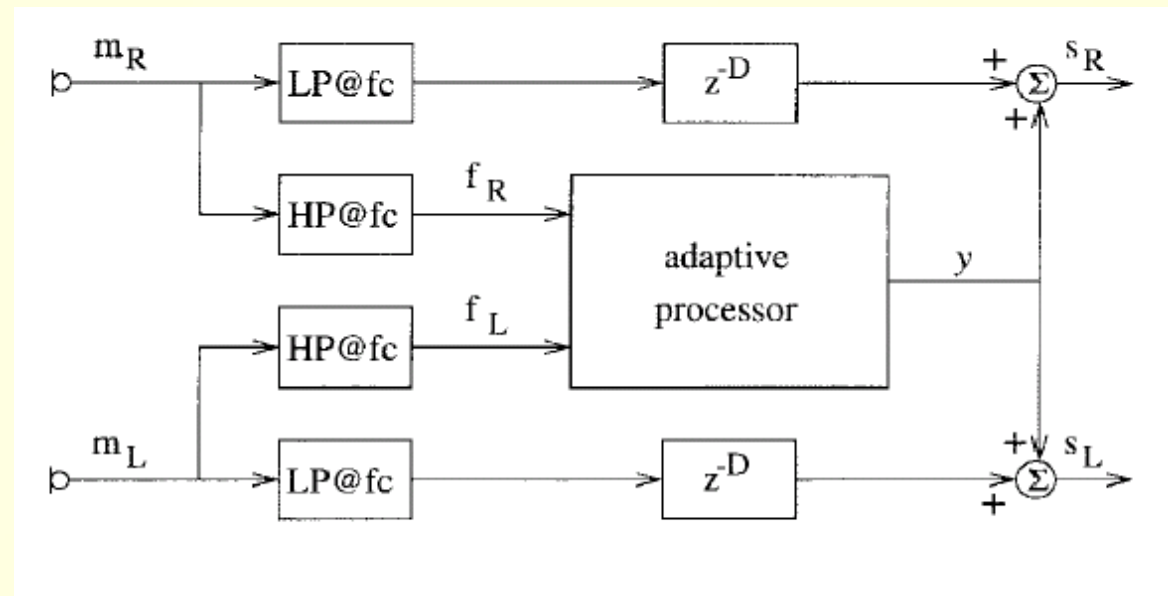 m_R
LP@fc
z^-D
+
Σ
s_R
+
HP@fc
f_R
adaptive
processor
y
HP@fc
f_L
m_L
LP@fc
z^-D
+
Σ
s_L
+